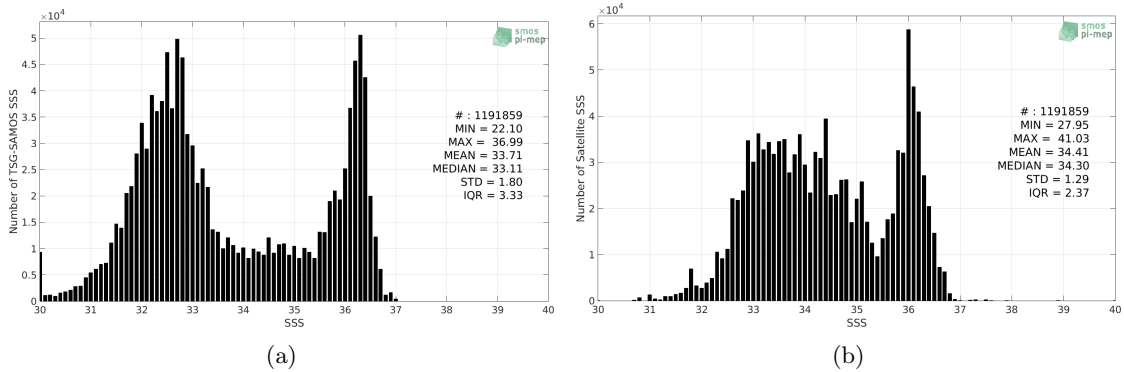 ×10⁴
5
4.5
4
3.5
3
2.5
2
1.5
1
0.5
0
30 31 32 33 34 35 36 37 38 39 40
SSS
Number of TSG-SAMOS SSS
smos
pi-mep
# : 1191859
MIN = 22.10
MAX = 36.99
MEAN = 33.71
MEDIAN = 33.11
STD = 1.80
IQR = 3.33
(a)
×10⁴
6
5
4
3
2
1
0
30 31 32 33 34 35 36 37 38 39 40
SSS
Number of Satellite SSS
smos
pi-mep
# : 1191859
MIN = 27.95
MAX = 41.03
MEAN = 34.41
MEDIAN = 34.30
STD = 1.29
IQR = 2.37
(b)